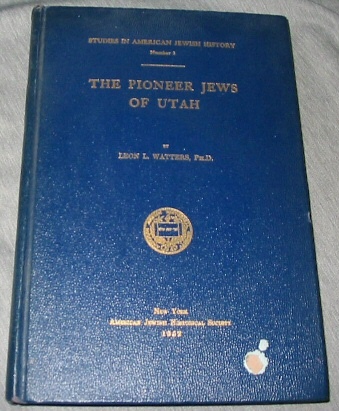 STUDIES IN AMERICAN JEWISH HISTORY
Number 2
THE PIONEER JEWS
OF UTAH
BY
LEON L. WATTERS, PH.D.
NEW YORK
AMERICAN JEWISH HISTORICAL SOCIETY
1952